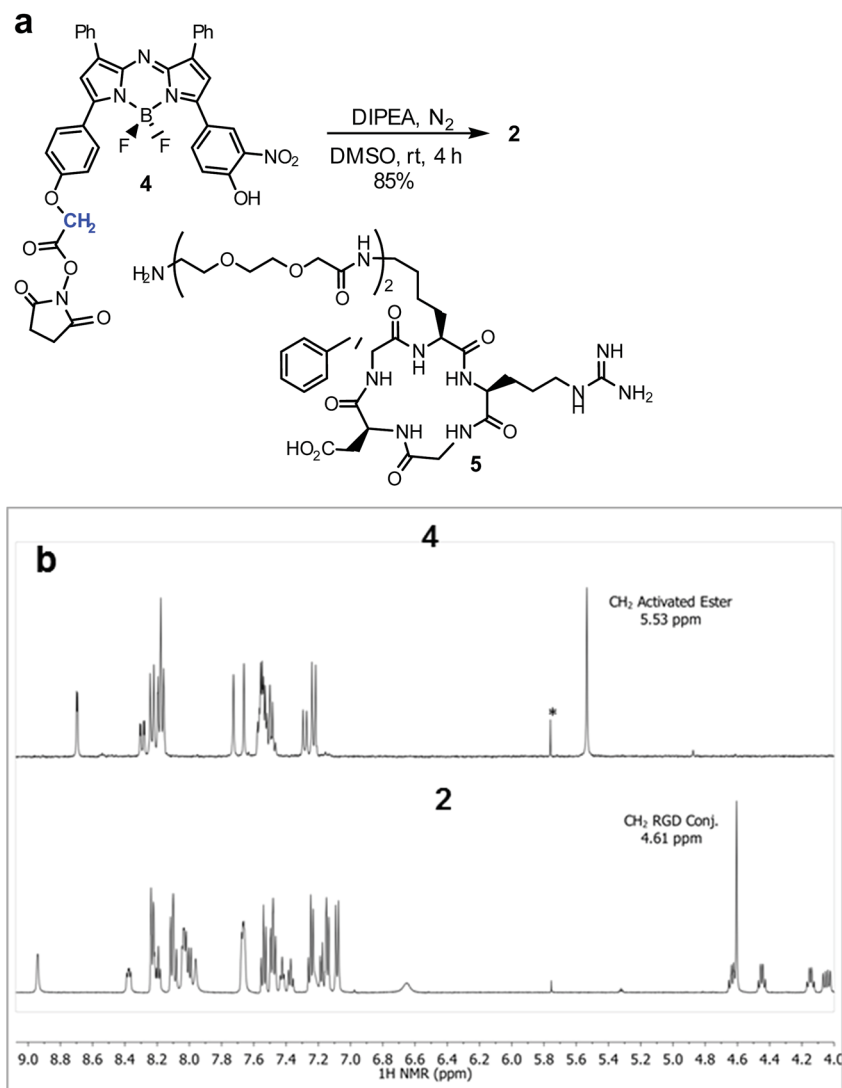 a
Ph
Ph
N
N
N
B
F
F
NO2
OH
4
O
CH2
O
O
N
O
O
DIPEA, N2
DMSO, rt, 4 h
85%
2
H2N
O
O
O
H
N
2
O
O
N
H
O
HN
NH
O
HN
O
N
H
NH
NH2
NH
O
HO2C
O
5
b
4
CH2 Activated Ester
5.53 ppm
*
2
CH2 RGD Conj.
4.61 ppm
9.0 8.8 8.6 8.4 8.2 8.0 7.8 7.6 7.4 7.2 7.0 6.8 6.6 6.4 6.2 6.0 5.8 5.6 5.4 5.2 5.0 4.8 4.6 4.4 4.2 4.0
1H NMR (ppm)